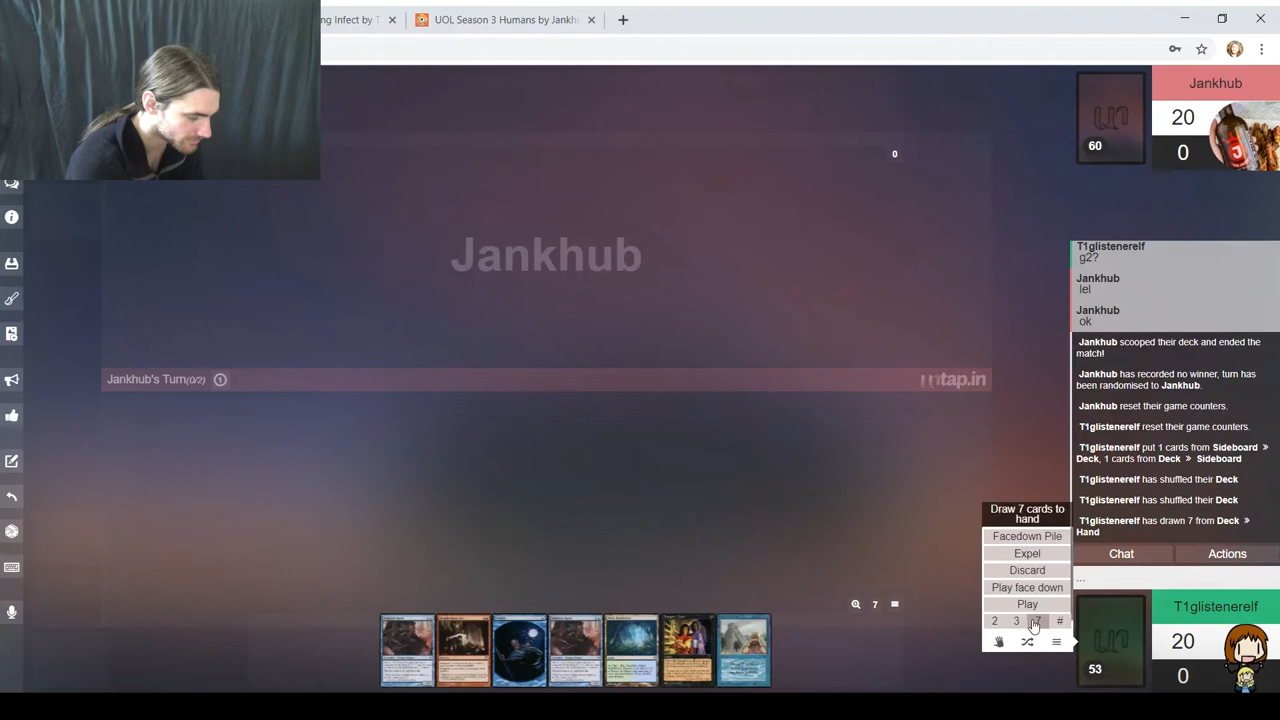 ng Infect by T
UOL Season 3 Humans by Jankh
Jankhub
20
0
60
0
Jankhub
T1glistenerelf
g2?
Jankhub
lel
Jankhub
ok
Jankhub scooped their deck and ended the
match!
Jankhub has recorded no winner, turn has
been randomised to Jankhub.
Jankhub reset their game counters.
T1glistenerelf reset their game counters.
T1glistenerelf put 1 cards from Sideboard »
Deck, 1 cards from Deck » Sideboard
T1glistenerelf has shuffled their Deck
T1glistenerelf has shuffled their Deck
T1glistenerelf has drawn 7 from Deck »
Hand
Jankhub's Turn(0/2) 1
untap.in
Draw 7 cards to
hand
Facedown Pile
Expel
Discard
Play face down
Play
2 3 7 #
Chat Actions
...
7
T1glistenerelf
20
0
53